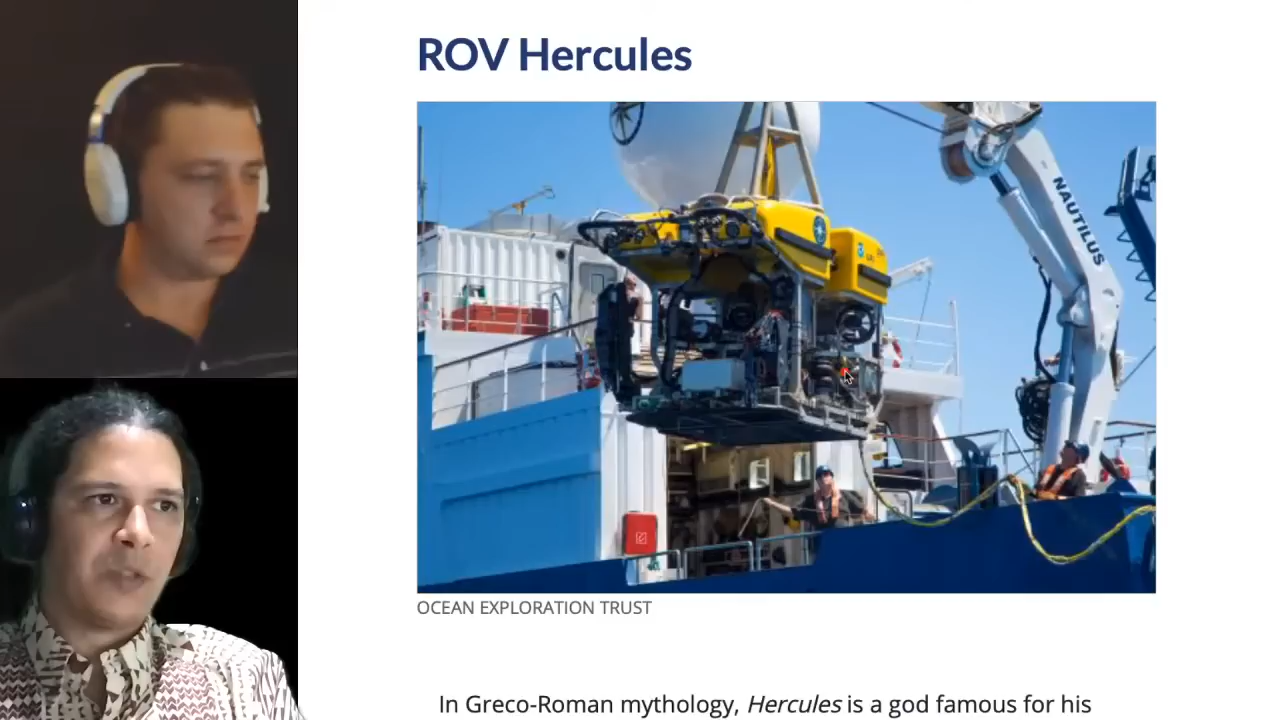 ROV Hercules
NAUTILUS
OCEAN EXPLORATION TRUST
In Greco-Roman mythology, Hercules is a god famous for his